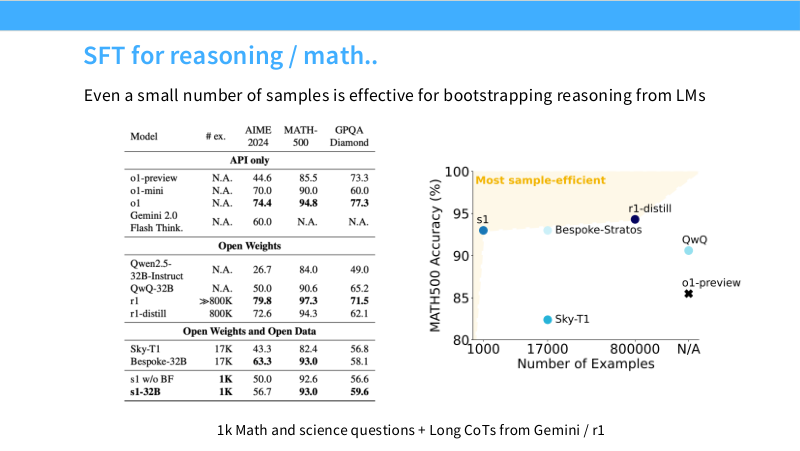 SFT for reasoning / math..
Even a small number of samples is effective for bootstrapping reasoning from LMs
Model # ex. AIME 2024 MATH-500 GPQA Diamond
API only
o1-preview N.A. 44.6 85.5 73.3
o1-mini N.A. 70.0 90.0 60.0
o1 N.A. 74.4 94.8 77.3
Gemini 2.0 Flash Think. N.A. 60.0 N.A. N.A.
Open Weights
Qwen2.5-32B-Instruct N.A. 26.7 84.0 49.0
QwQ-32B N.A. 50.0 90.6 65.2
r1 ≫800K 79.8 97.3 71.5
r1-distill 800K 72.6 94.3 62.1
Open Weights and Open Data
Sky-T1 17K 43.3 82.4 56.8
Bespoke-32B 17K 63.3 93.0 58.1
s1 w/o BF 1K 50.0 92.6 56.6
s1-32B 1K 56.7 93.0 59.6
MATH500 Accuracy (%)
100
95
90
85
80
Most sample-efficient
s1
Bespoke-Stratos
r1-distill
QwQ
o1-preview
Sky-T1
1000 17000 800000 N/A
Number of Examples
1k Math and science questions + Long CoTs from Gemini / r1